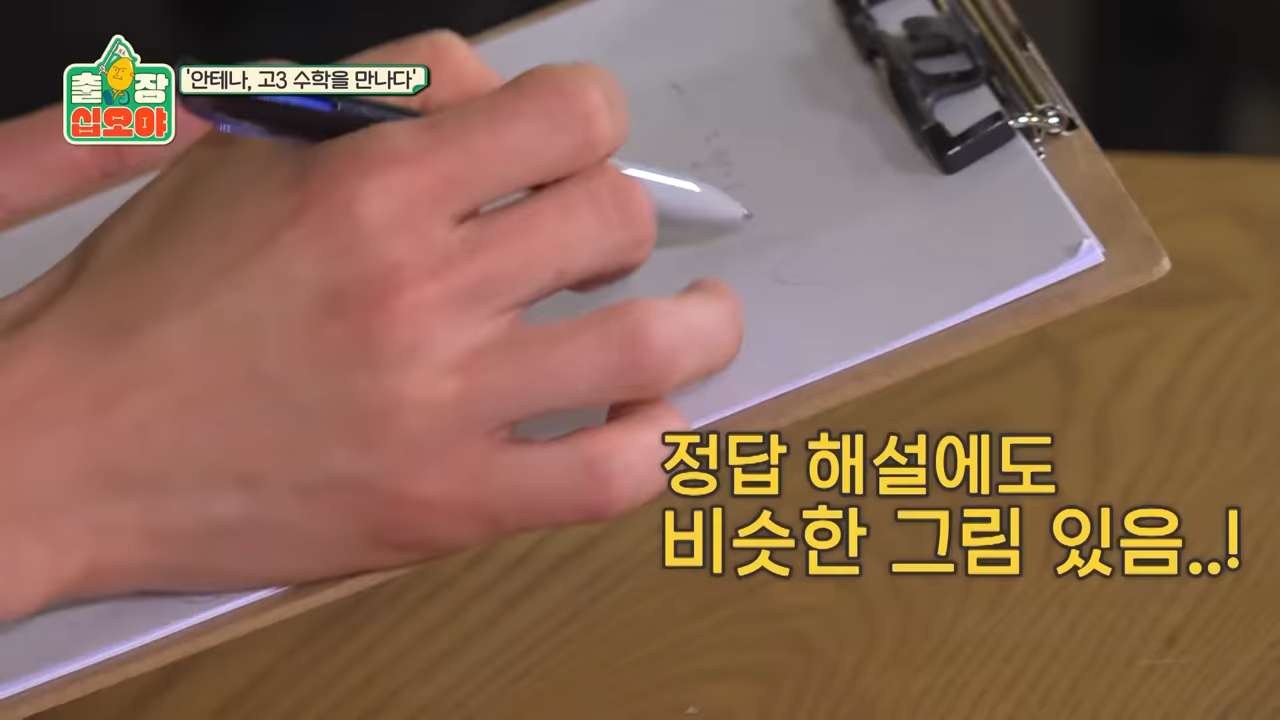 출장
십오야
'안테나, 고3 수학을 만나다'
정답 해설에도
비슷한 그림 있음..!